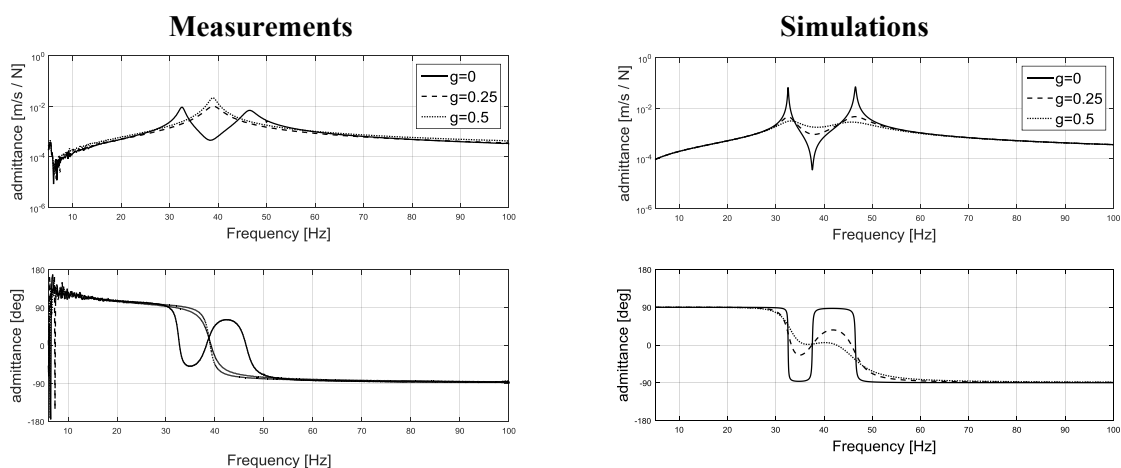 Measurements
Simulations
admittance [m/s / N]
10^0
10^-2
10^-4
10^-6
g=0
g=0.25
g=0.5
10 20 30 40 50 60 70 80 90 100
Frequency [Hz]
admittance [m/s / N]
10^0
10^-2
10^-4
10^-6
g=0
g=0.25
g=0.5
10 20 30 40 50 60 70 80 90 100
Frequency [Hz]
admittance [deg]
180
90
0
-90
-180
10 20 30 40 50 60 70 80 90 100
Frequency [Hz]
admittance [deg]
180
90
0
-90
-180
10 20 30 40 50 60 70 80 90 100
Frequency [Hz]